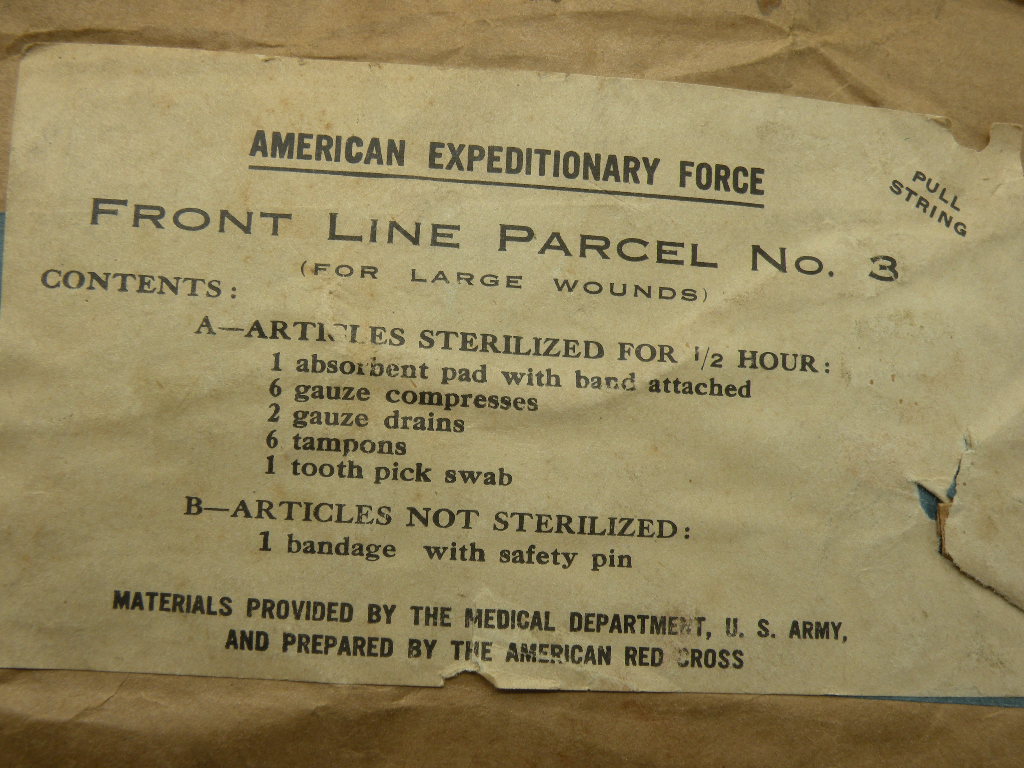 AMERICAN EXPEDITIONARY FORCE
PULL
STRING
FRONT LINE PARCEL No. 3
(FOR LARGE WOUNDS)
CONTENTS:
A—ARTICLES STERILIZED FOR 1/2 HOUR:
1 absorbent pad with band attached
6 gauze compresses
2 gauze drains
6 tampons
1 tooth pick swab
B—ARTICLES NOT STERILIZED:
1 bandage with safety pin
MATERIALS PROVIDED BY THE MEDICAL DEPARTMENT, U. S. ARMY,
AND PREPARED BY THE AMERICAN RED CROSS